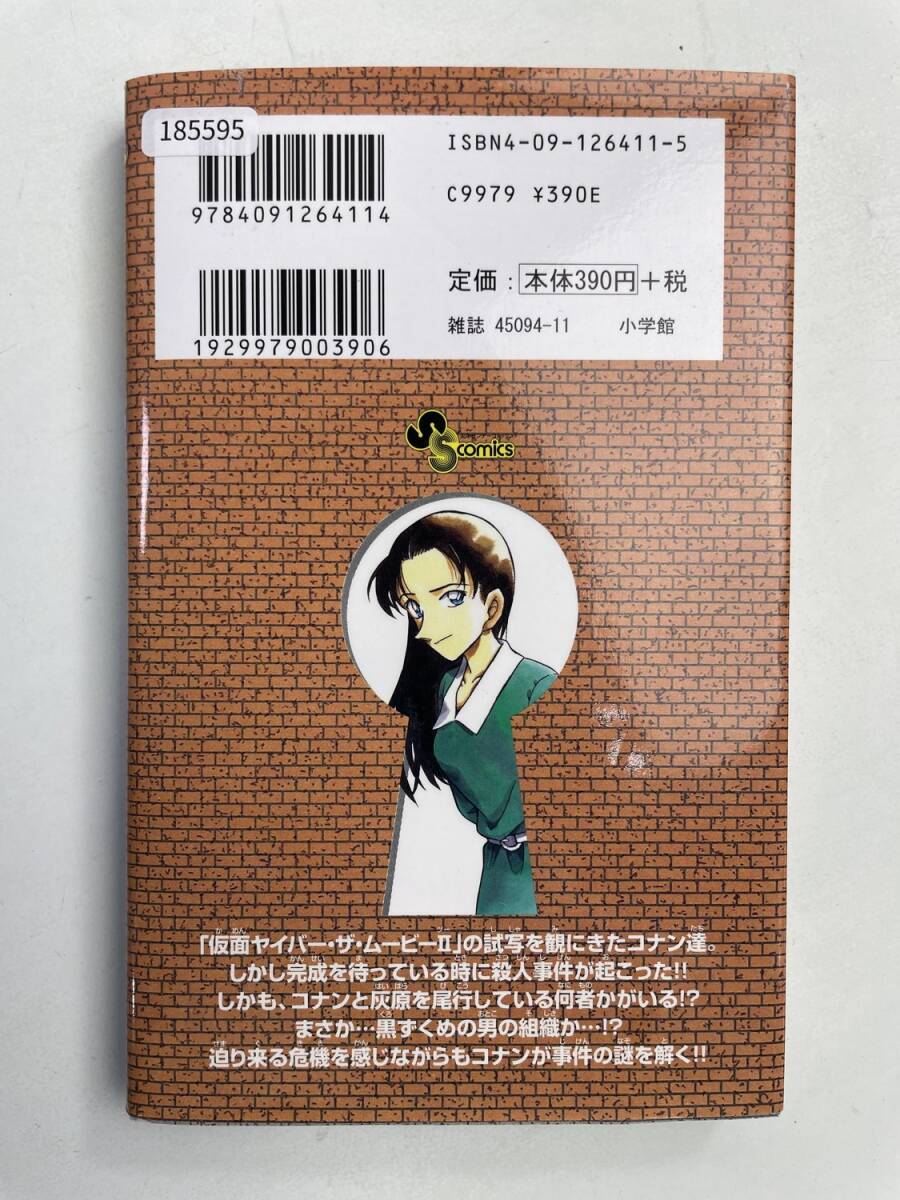 185595
ISBN4-09-126411-5
9784091264114
C9979 ¥390E
定価：本体390円＋税
1929979003906
雑誌 45094-11 小学館
SS comics
「仮面ヤイバー・ザ・ムービーⅡ」の試写を観にきたコナン達。
しかし完成を待っている時に殺人事件が起こった!!
しかも、コナンと灰原を尾行している何者かがいる!?
まさか…黒ずくめの男の組織か…!?
迫り来る危機を感じながらもコナンが事件の謎を解く!!